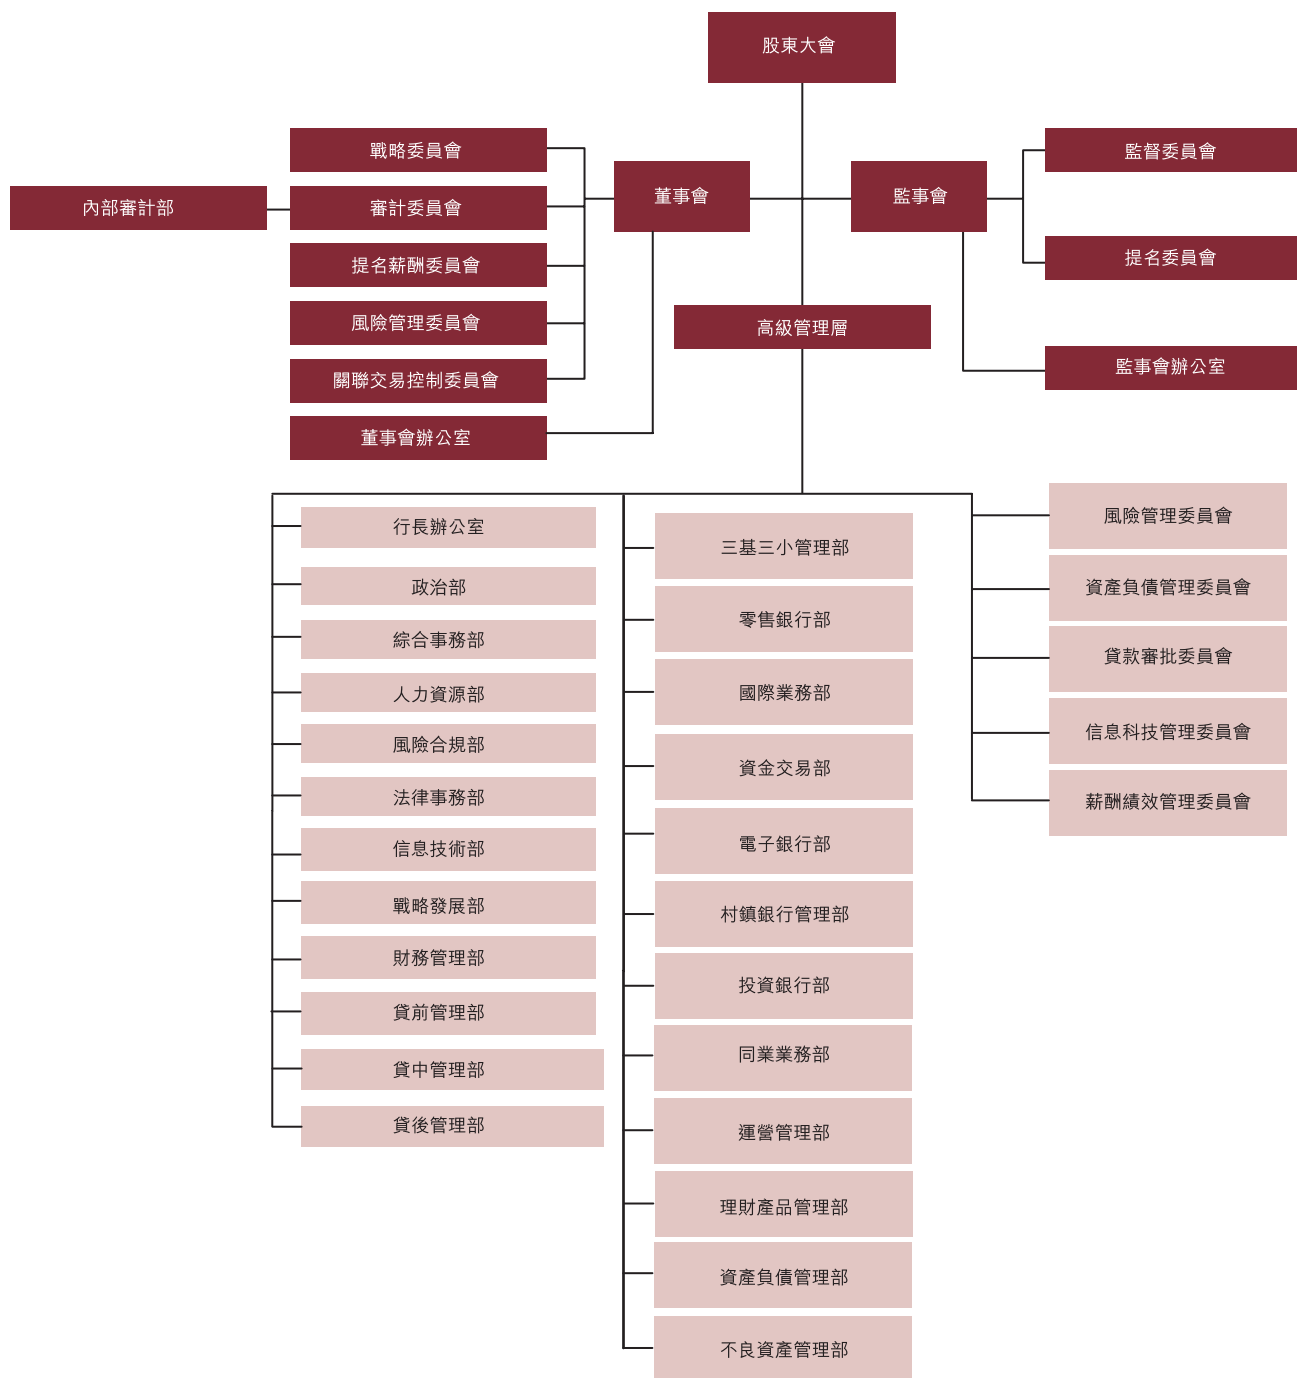 股東大會
戰略委員會
監督委員會
董事會
監事會
內部審計部
審計委員會
提名薪酬委員會
提名委員會
風險管理委員會
高級管理層
關聯交易控制委員會
監事會辦公室
董事會辦公室
行長辦公室
政治部
綜合事務部
人力資源部
風險合規部
法律事務部
信息技術部
戰略發展部
財務管理部
貸前管理部
貸中管理部
貸後管理部
三基三小管理部
零售銀行部
國際業務部
資金交易部
電子銀行部
村鎮銀行管理部
投資銀行部
同業業務部
運營管理部
理財產品管理部
資產負債管理部
不良資產管理部
風險管理委員會
資產負債管理委員會
貸款審批委員會
信息科技管理委員會
薪酬績效管理委員會